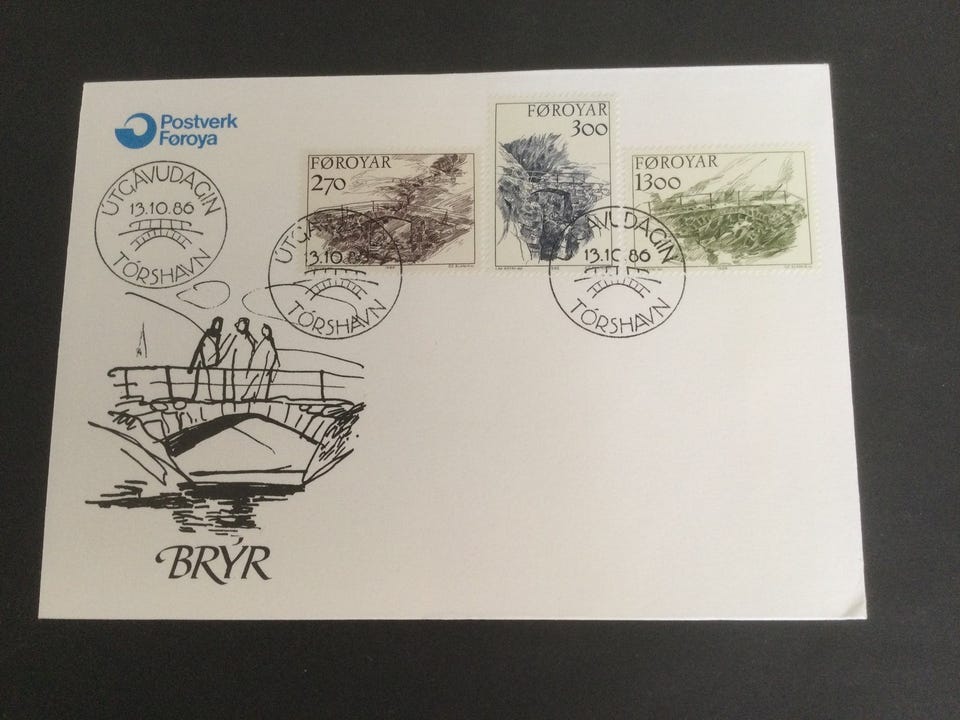 Postverk
Føroya
ÚTGÁVUDAGIN
13.10.86
TÓRSHAVN
FØROYAR
270
FØROYAR
300
FØROYAR
1300
ÚTGÁVUDAGIN
13.10.86
TÓRSHAVN
ÚTGÁVUDAGIN
13.10.86
TÓRSHAVN
BRÝR